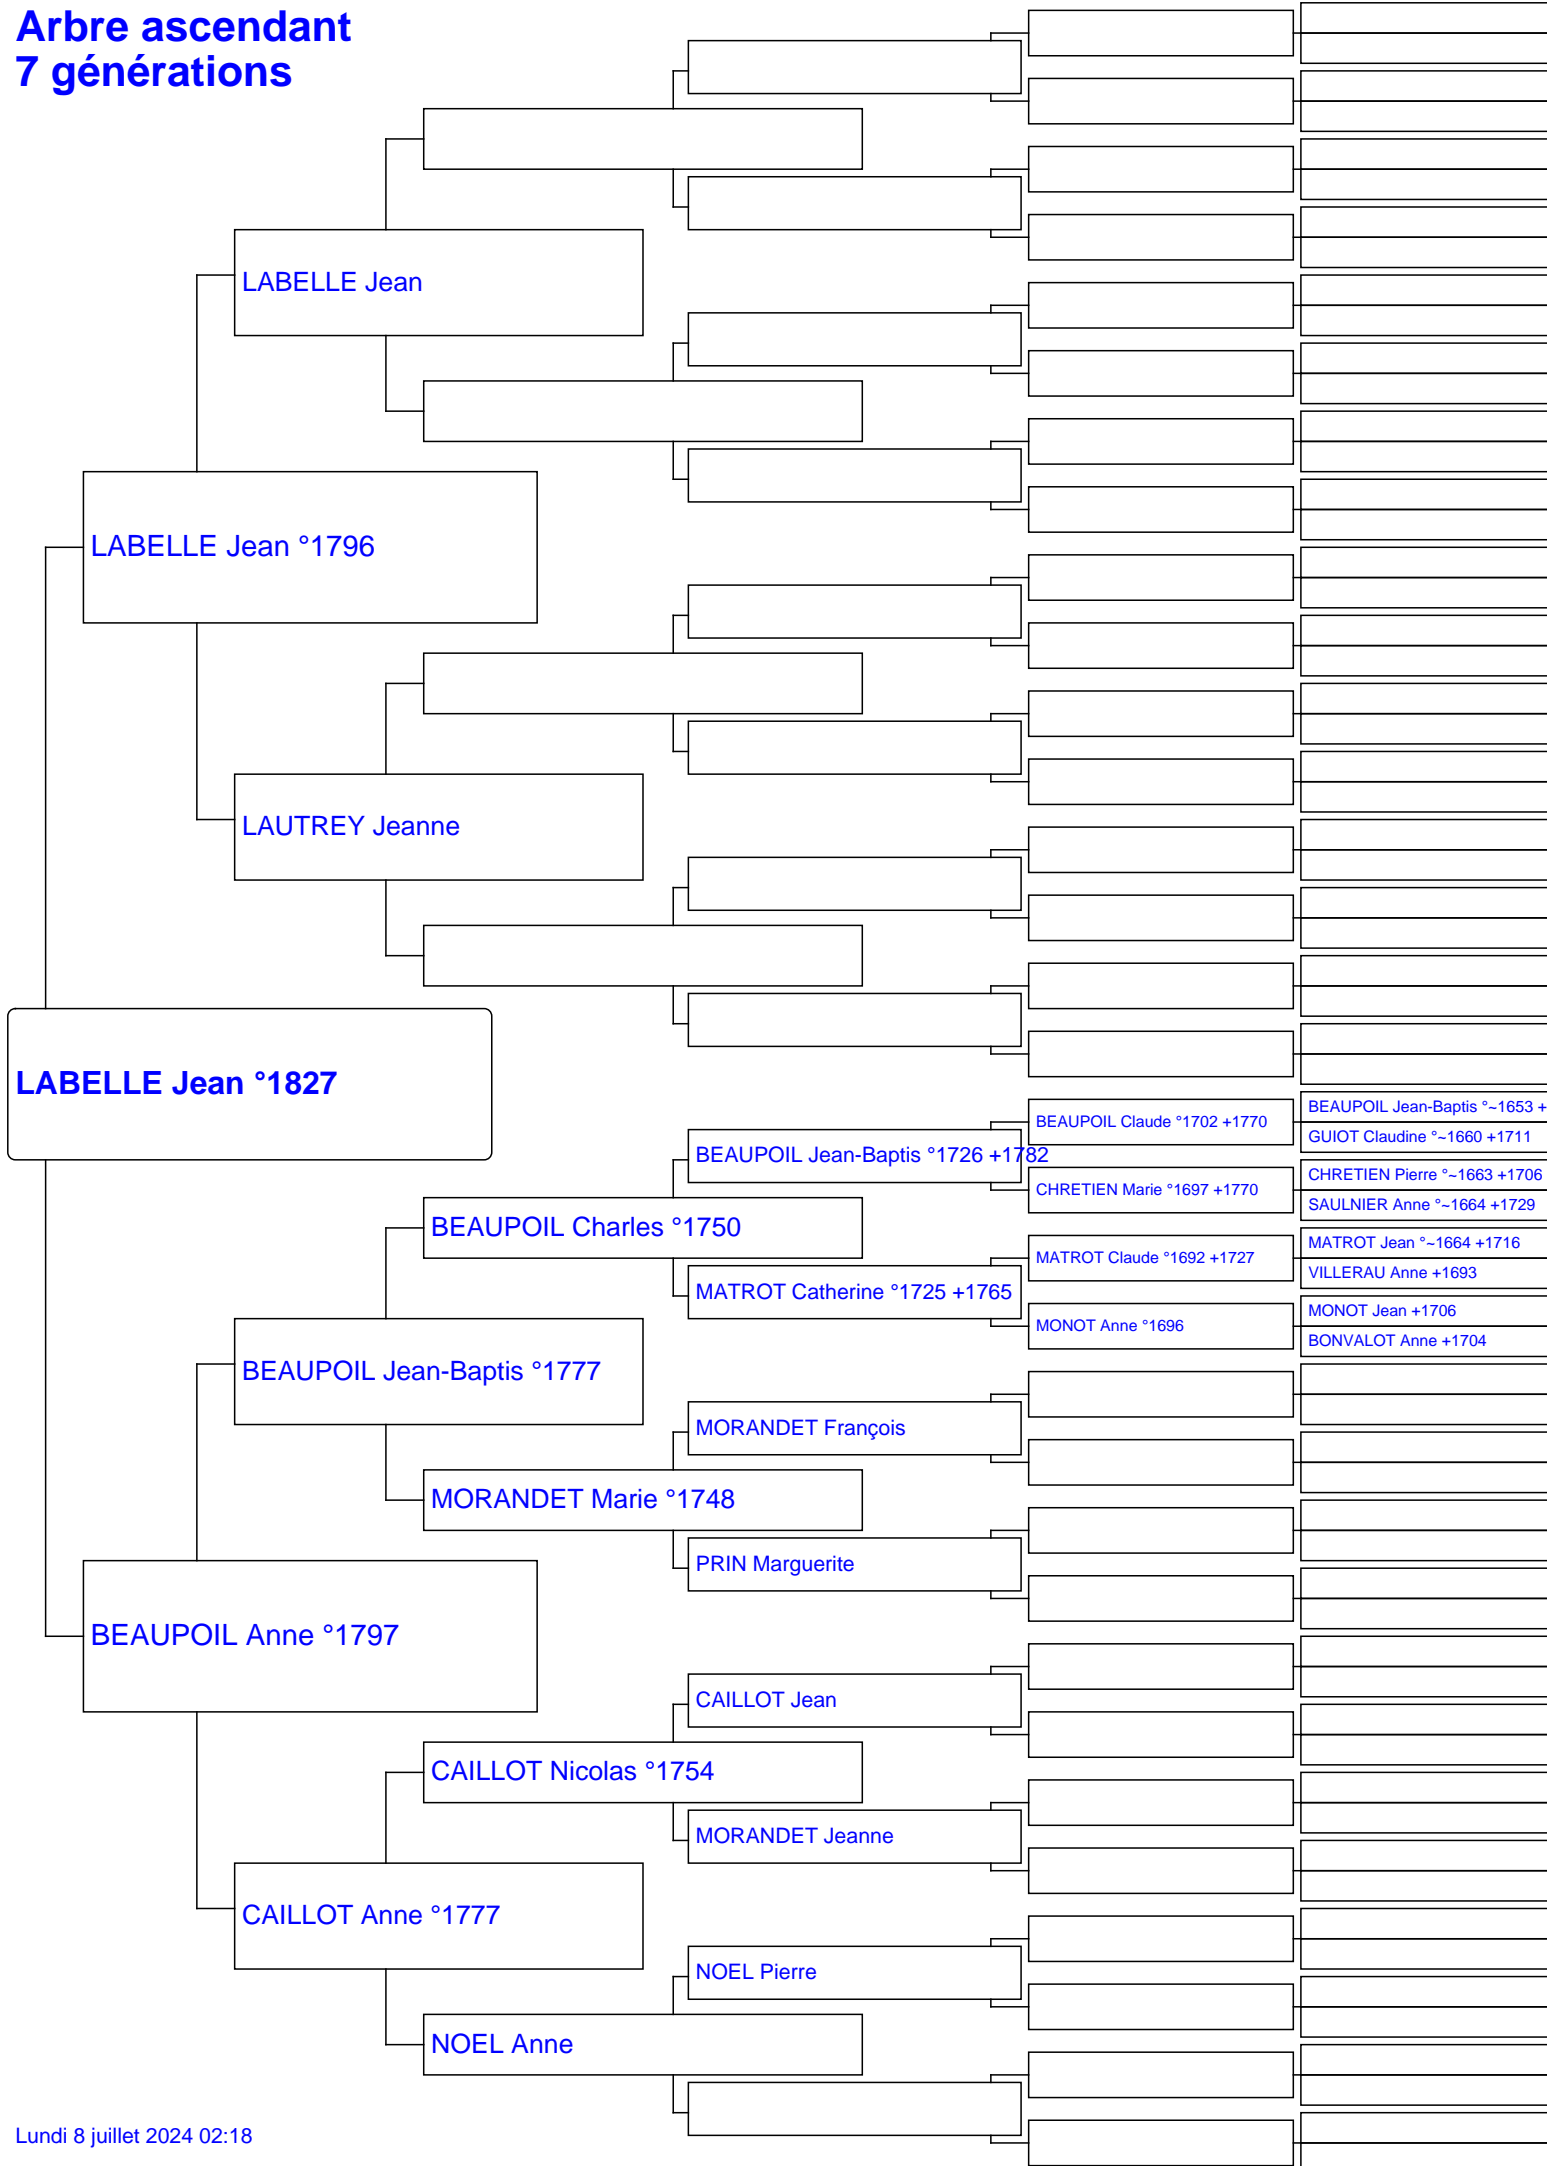 Arbre ascendant
7 générations
LABELLE Jean
LABELLE Jean °1796
LAUTREY Jeanne
LABELLE Jean °1827
BEAUPOIL Jean-Baptis °~1653 +
BEAUPOIL Claude °1702 +1770
GUIOT Claudine °~1660 +1711
BEAUPOIL Jean-Baptis °1726 +1782
CHRETIEN Pierre °~1663 +1706
CHRETIEN Marie °1697 +1770
SAULNIER Anne °~1664 +1729
BEAUPOIL Charles °1750
MATROT Jean °~1664 +1716
MATROT Claude °1692 +1727
VILLERAU Anne +1693
MATROT Catherine °1725 +1765
MONOT Jean +1706
MONOT Anne °1696
BONVALOT Anne +1704
BEAUPOIL Jean-Baptis °1777
MORANDET François
MORANDET Marie °1748
PRIN Marguerite
BEAUPOIL Anne °1797
CAILLOT Jean
CAILLOT Nicolas °1754
MORANDET Jeanne
CAILLOT Anne °1777
NOEL Pierre
NOEL Anne
Lundi 8 juillet 2024 02:18